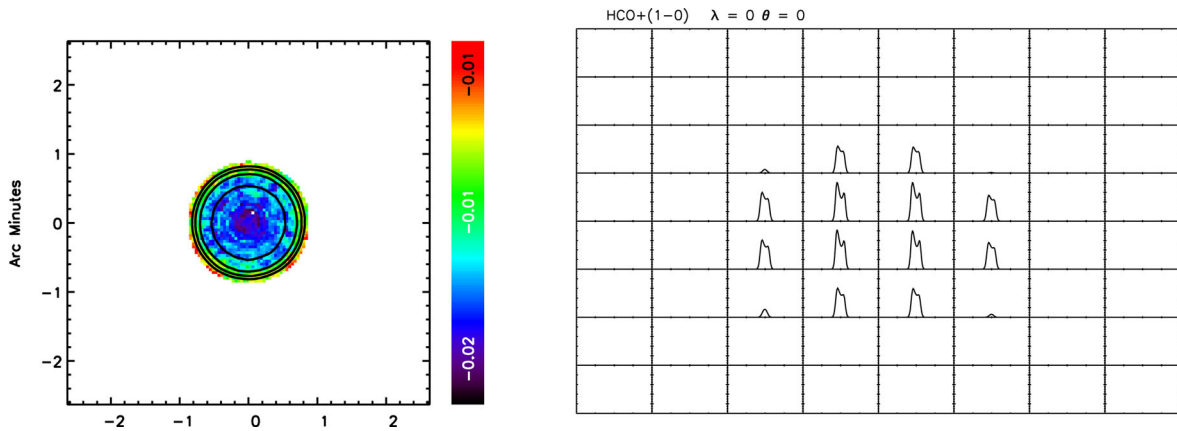 HCO+(1−0) λ = 0 θ = 0
2
1
0
−1
−2
Arc Minutes
−2 −1 0 1 2
−0.01
−0.01
−0.02